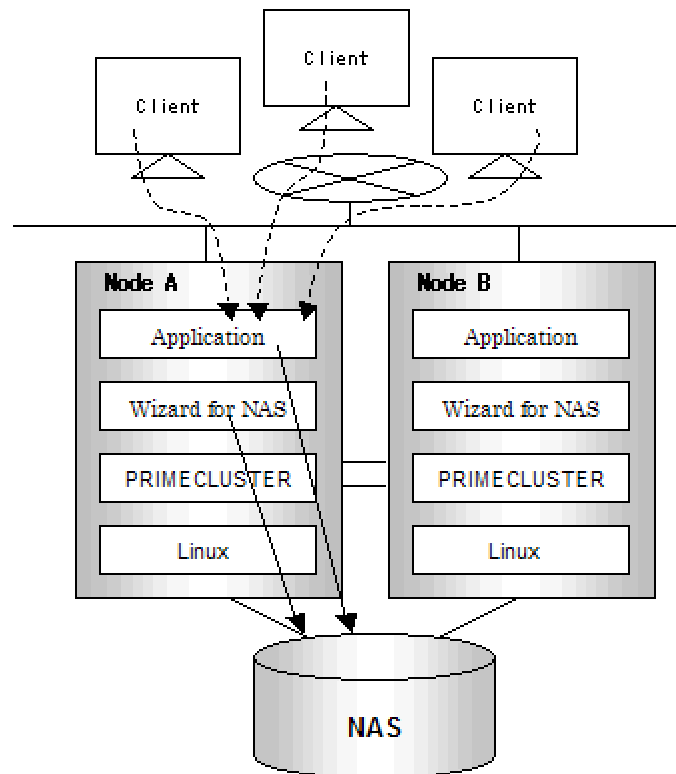 Client
Client
Client
Node A
Application
Wizard for NAS
PRIMECLUSTER
Linux
Node B
Application
Wizard for NAS
PRIMECLUSTER
Linux
NAS